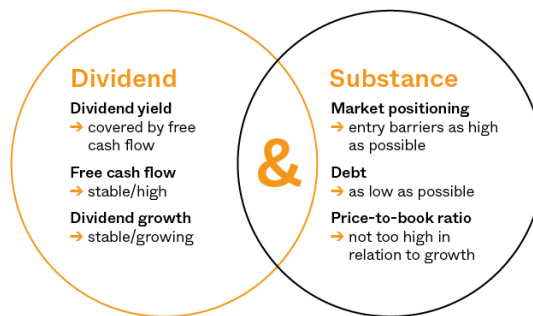 Dividend
Dividend yield
→ covered by free
cash flow
Free cash flow
→ stable/high
Dividend growth
→ stable/growing
&
Substance
Market positioning
→ entry barriers as high
as possible
Debt
→ as low as possible
Price-to-book ratio
→ not too high in
relation to growth